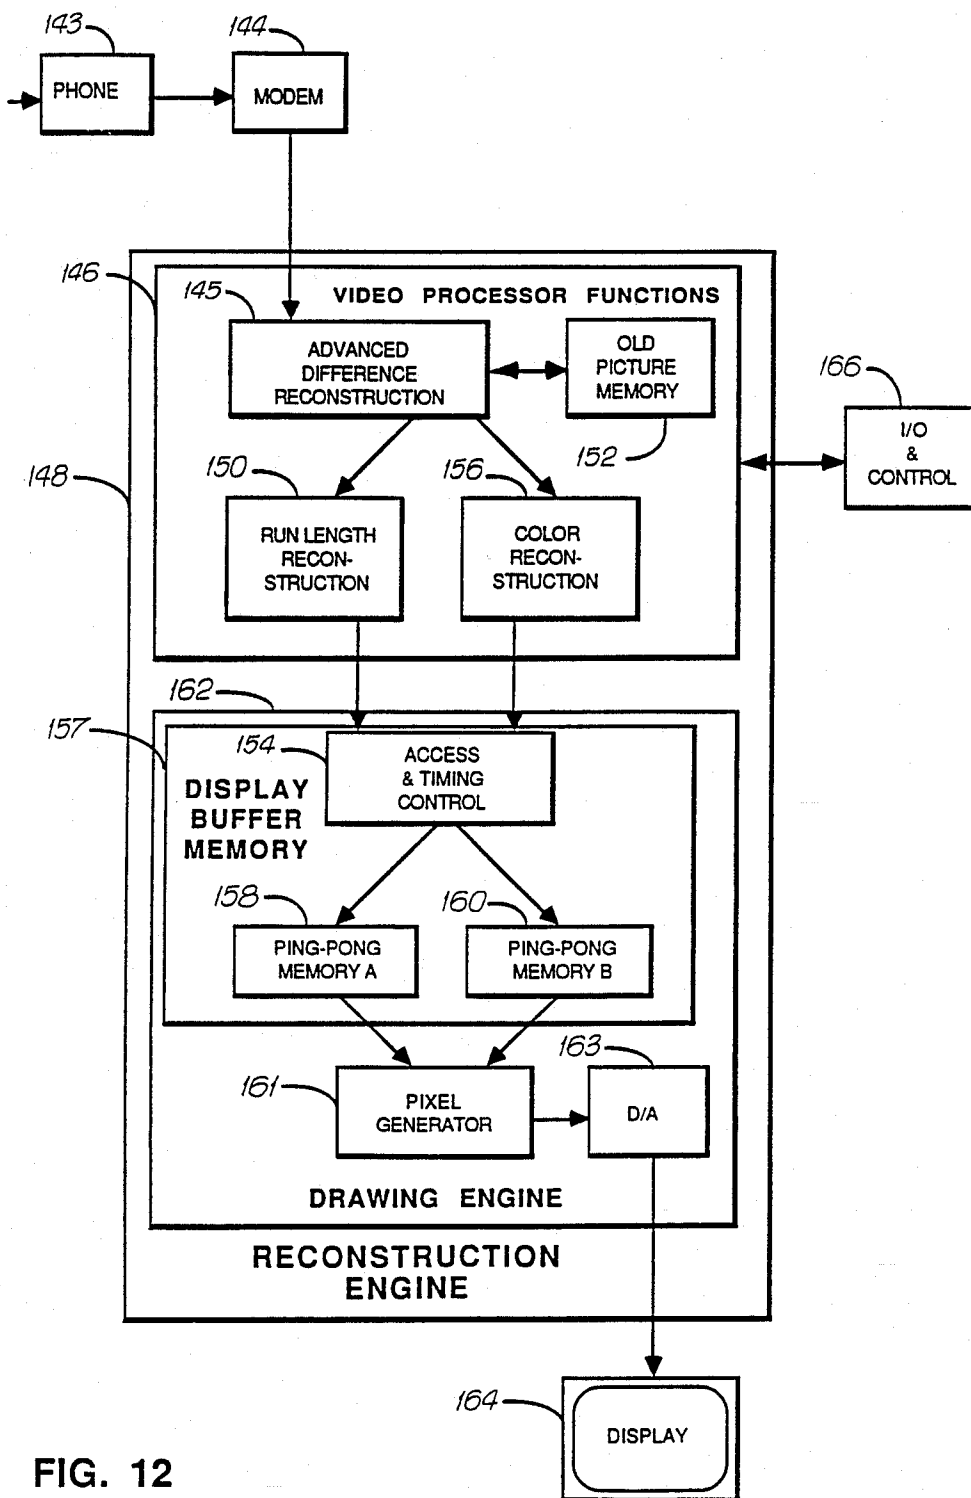 143
144
PHONE
MODEM
146
145
VIDEO PROCESSOR FUNCTIONS
ADVANCED
DIFFERENCE
RECONSTRUCTION
OLD
PICTURE
MEMORY
152
166
I/O
&
CONTROL
148
150
156
RUN LENGTH
RECON-
STRUCTION
COLOR
RECON-
STRUCTION
162
157
154
ACCESS
& TIMING
CONTROL
DISPLAY
BUFFER
MEMORY
158
160
PING-PONG
MEMORY A
PING-PONG
MEMORY B
163
161
PIXEL
GENERATOR
D/A
DRAWING ENGINE
RECONSTRUCTION
ENGINE
164
DISPLAY
FIG. 12